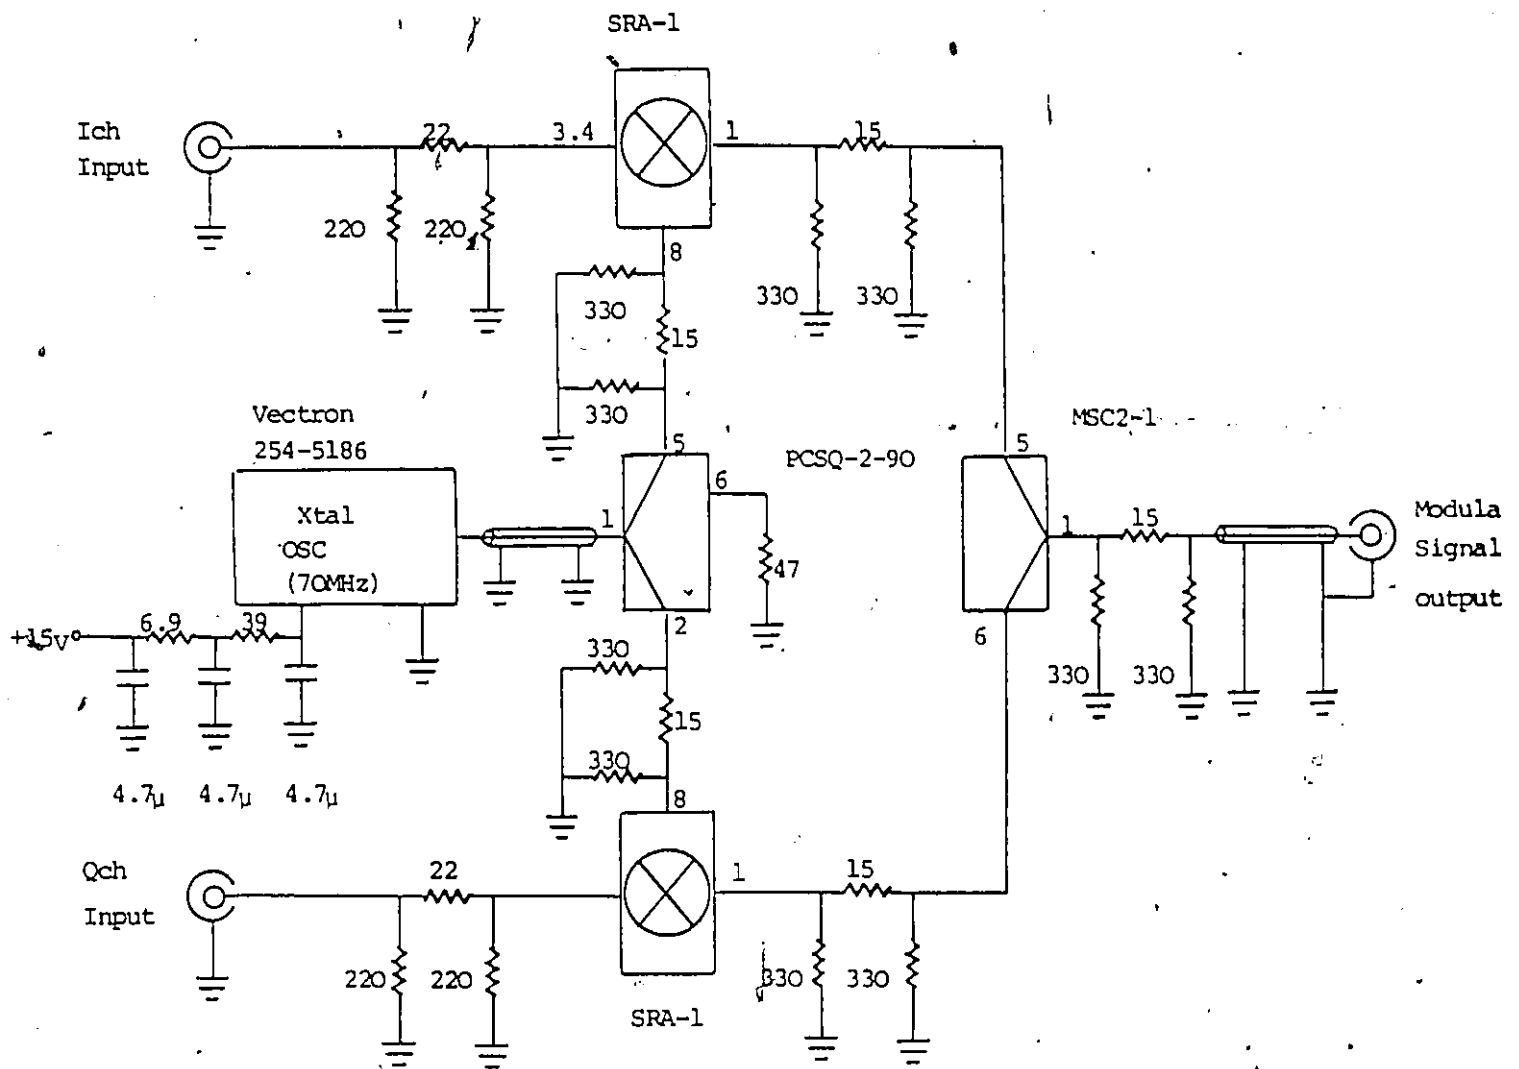 SRA-1
Ich
Input
22
3.4
1
15
220
220
8
330
15
330
330
330
Vectron
254-5186
Xtal
OSC
(70MHz)
5
PCSQ-2-90
6
1
47
2
MSC2-1
5
1
15
6
330
330
Modula
Signal
output
+15v
6.9
39
4.7μ
4.7μ
4.7μ
330
15
330
8
Qch
Input
22
1
15
220
220
330
330
SRA-1